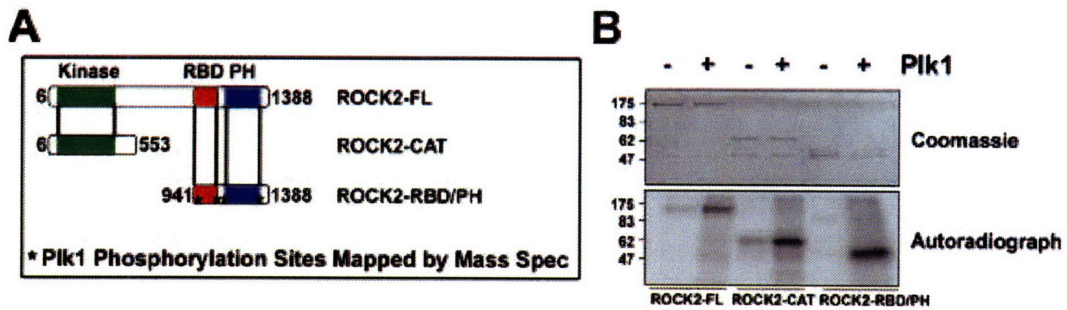 A
Kinase RBD PH
6 1388 ROCK2-FL
6 553 ROCK2-CAT
941 1388 ROCK2-RBD/PH
* Plk1 Phosphorylation Sites Mapped by Mass Spec
B
- + - + - + Plk1
175
83
62
47
Coomassie
175
83
62
47
Autoradiograph
ROCK2-FL ROCK2-CAT ROCK2-RBD/PH